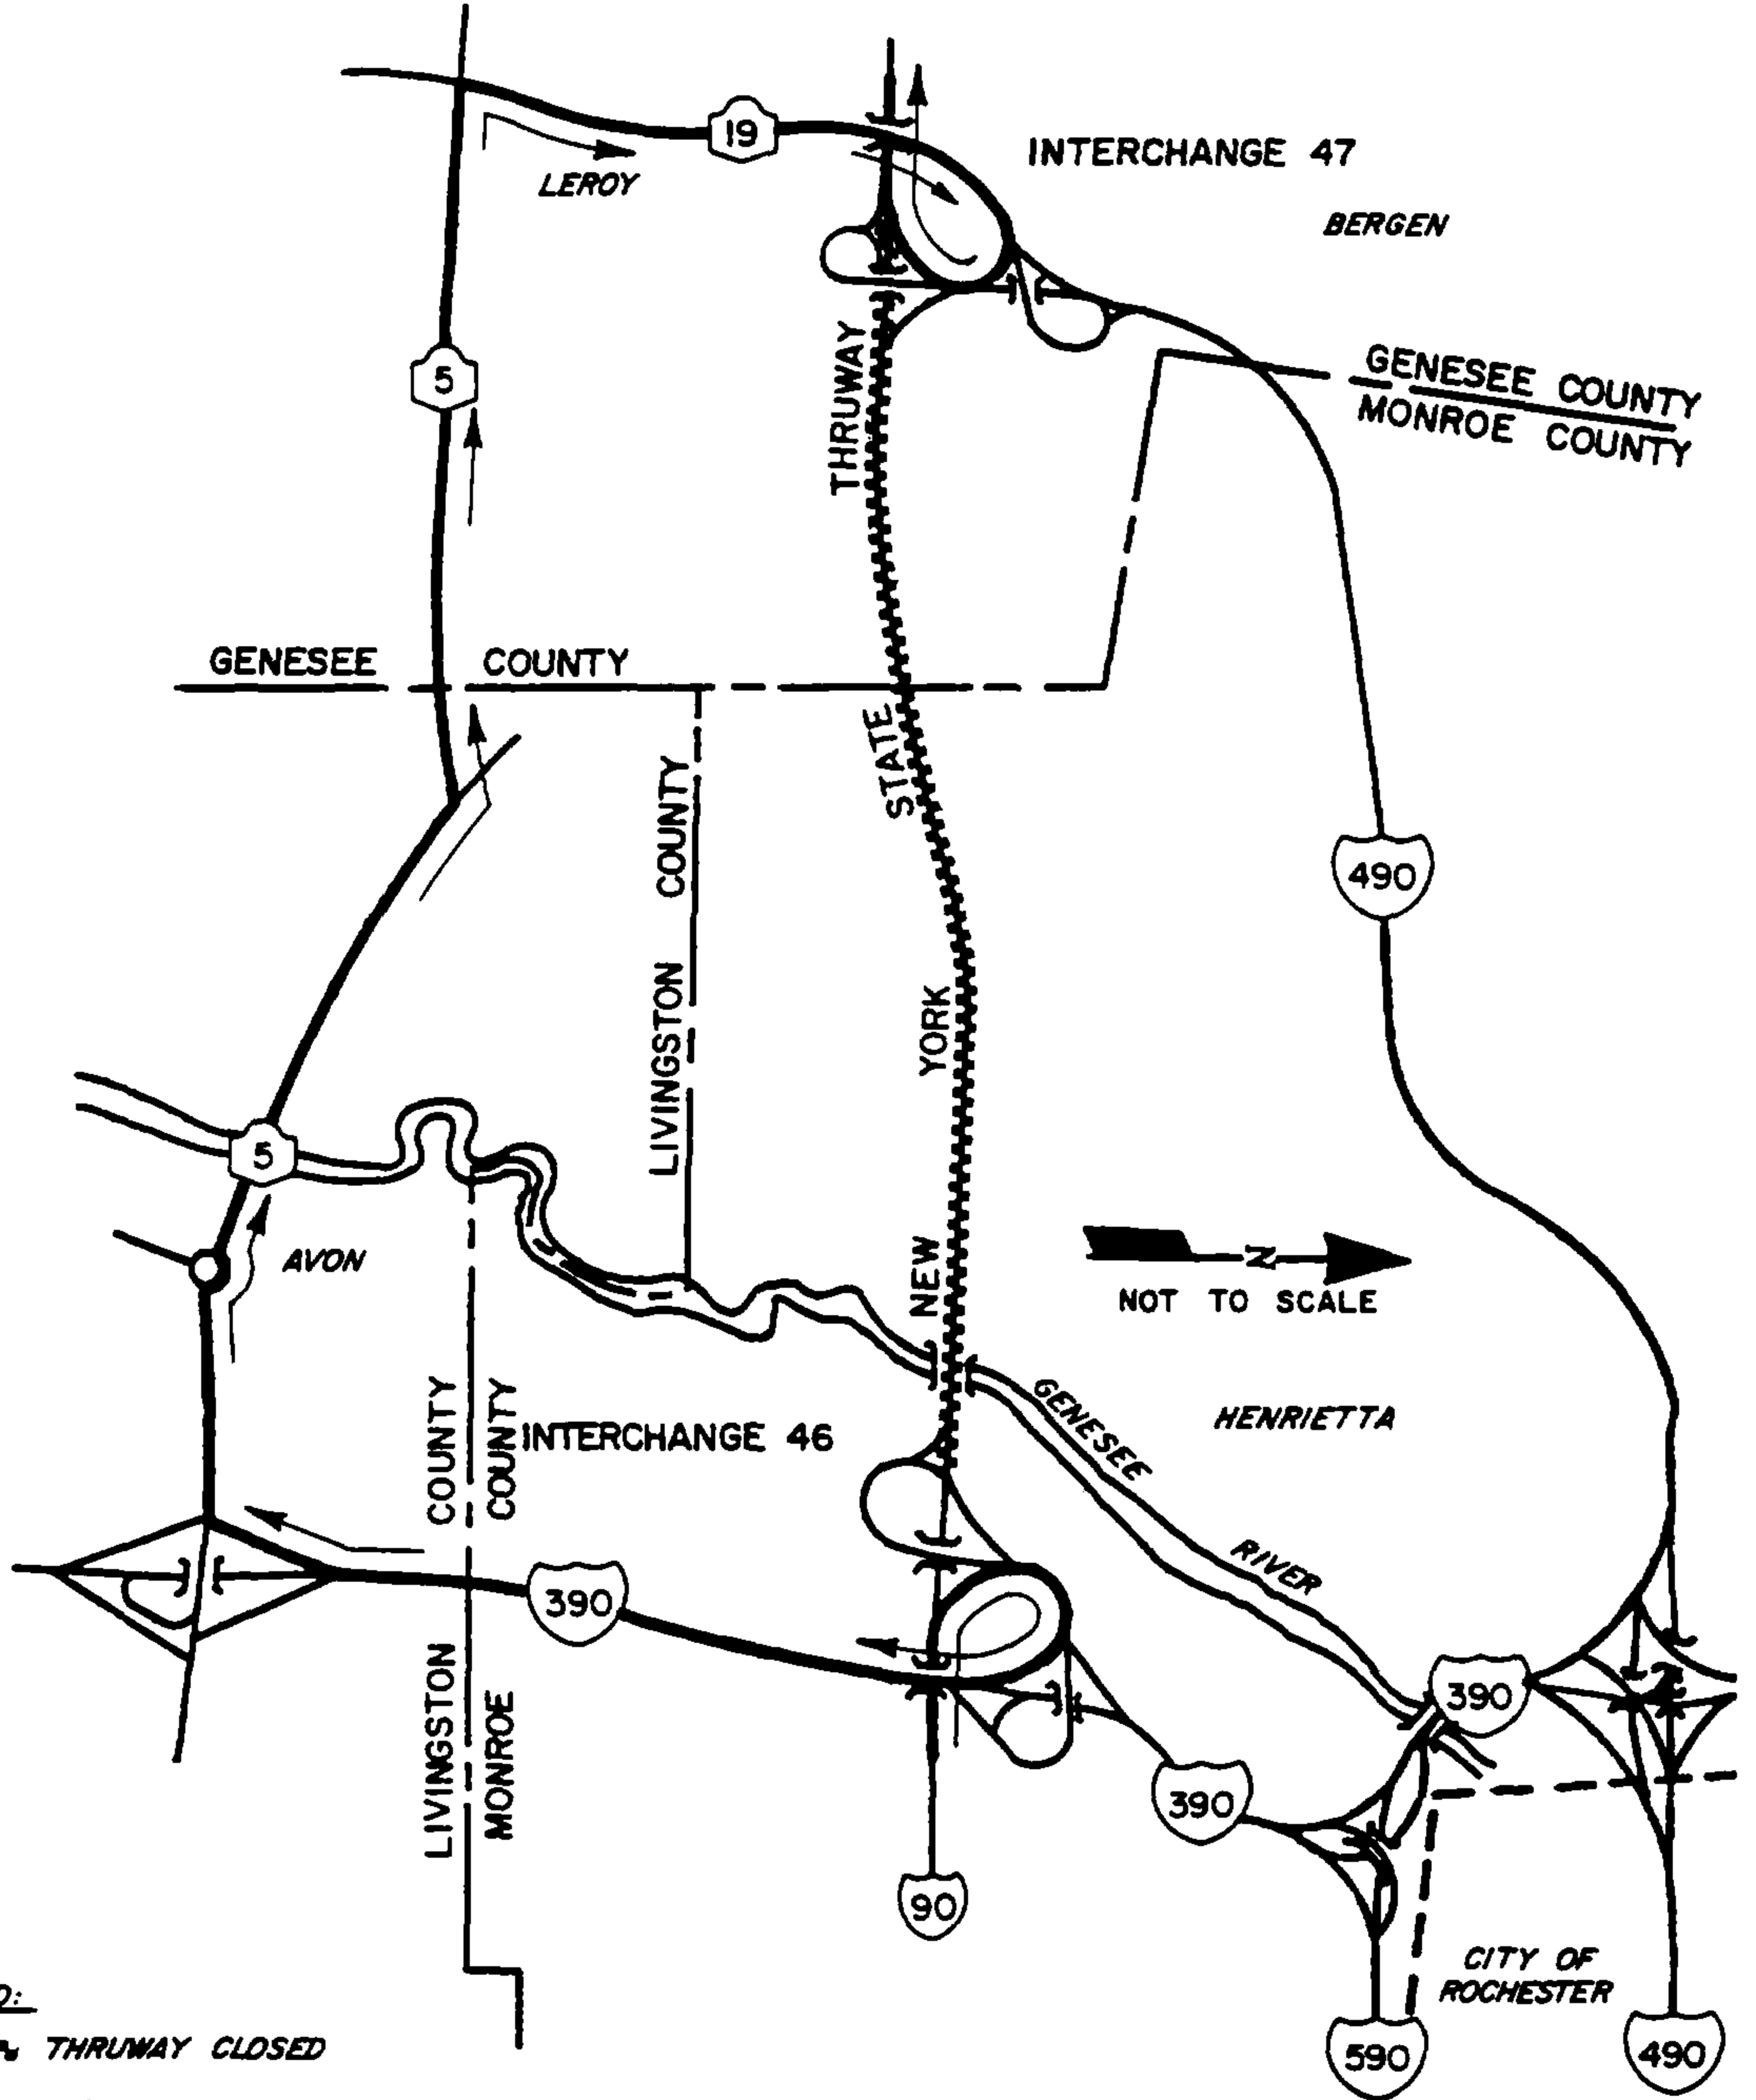 19
INTERCHANGE 47
LEROY
BERGEN
5
THRUWAY
GENESEE COUNTY
MONROE COUNTY
GENESEE COUNTY
STATE
LIVINGSTON COUNTY
490
YORK
5
AVON
NEW
N
NOT TO SCALE
GENESEE
RIVER
HENRIETTA
INTERCHANGE 46
LIVINGSTON COUNTY
MONROE COUNTY
390
390
390
90
CITY OF
ROCHESTER
590
490
THRUWAY CLOSED